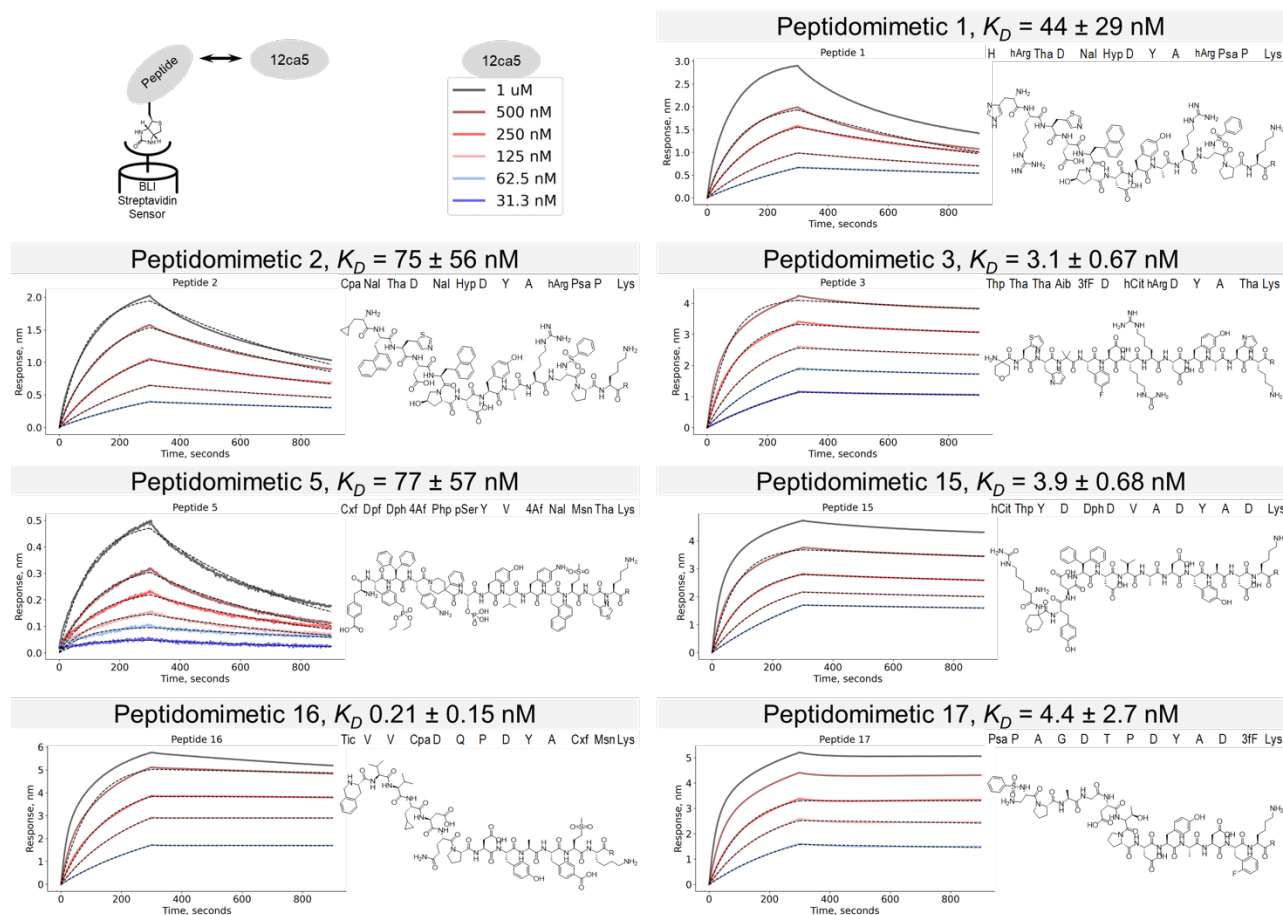 Peptide
12ca5
BLI
Streptavidin
Sensor
12ca5
1 uM
500 nM
250 nM
125 nM
62.5 nM
31.3 nM
Peptidomimetic 1, K_D = 44 ± 29 nM
Peptide 1
H hArg Tha D Nal Hyp D Y A hArg Psa P Lys
Response, nm
Time, seconds
Peptidomimetic 2, K_D = 75 ± 56 nM
Peptide 2
Cpa Nal Tha D Nal Hyp D Y A hArg Psa P Lys
Response, nm
Time, seconds
Peptidomimetic 3, K_D = 3.1 ± 0.67 nM
Peptide 3
Thp Tha Tha Aib 3fF D hCit hArg D Y A Tha Lys
Response, nm
Time, seconds
Peptidomimetic 5, K_D = 77 ± 57 nM
Peptide 5
Cxf Dpf Dph 4Af Php pSer Y V 4Af Nal Msn Tha Lys
Response, nm
Time, seconds
Peptidomimetic 15, K_D = 3.9 ± 0.68 nM
Peptide 15
hCit Thp Y D Dph D V A D Y A D Lys
Response, nm
Time, seconds
Peptidomimetic 16, K_D 0.21 ± 0.15 nM
Peptide 16
Tic V V Cpa D Q P D Y A Cxf Msn Lys
Response, nm
Time, seconds
Peptidomimetic 17, K_D = 4.4 ± 2.7 nM
Peptide 17
Psa P A G D T P D Y A D 3fF Lys
Response, nm
Time, seconds